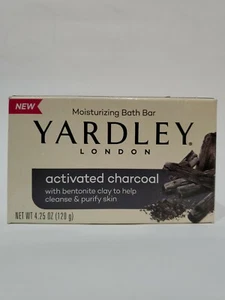 NEW
Moisturizing Bath Bar
YARDLEY®
LONDON
activated charcoal
with bentonite clay to help
cleanse & purify skin
NET WT 4.25 OZ (120 g)